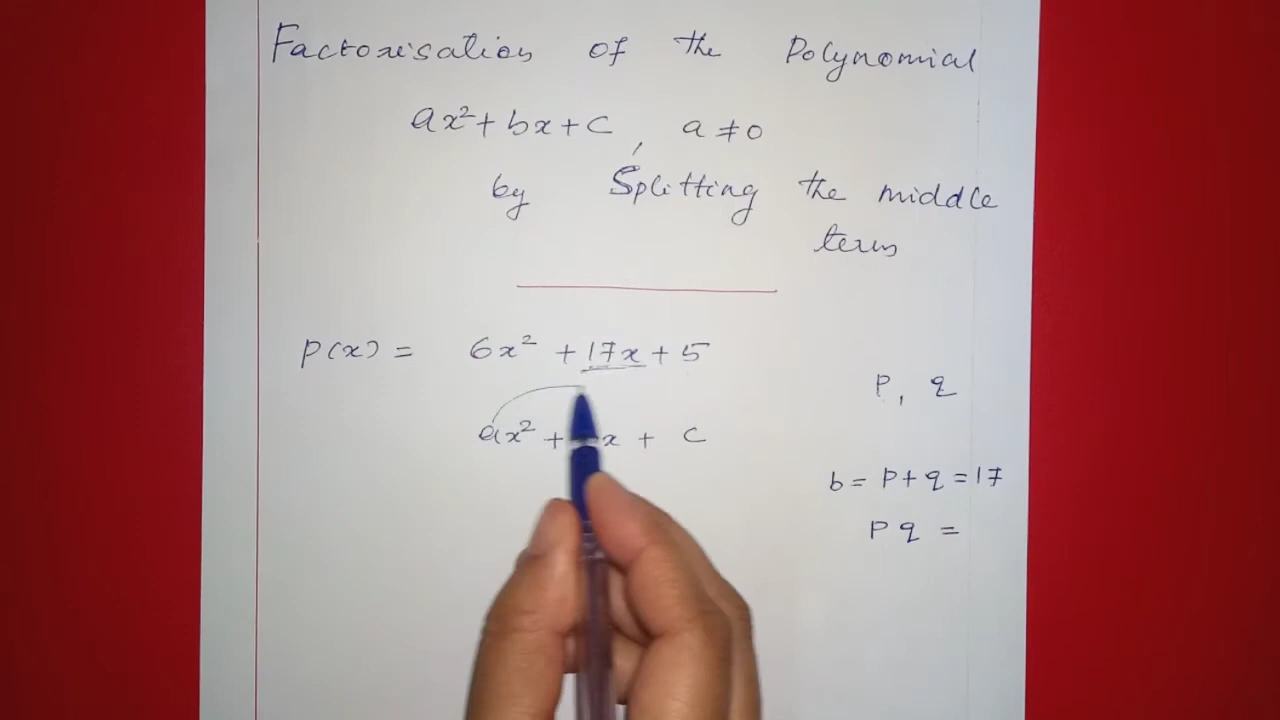 Factorisation of the Polynomial
ax² + bx + c, a ≠ 0
by Splitting the middle
term
p(x) = 6x² + 17x + 5
p, q
ax² + x + c
b = p + q = 17
pq =